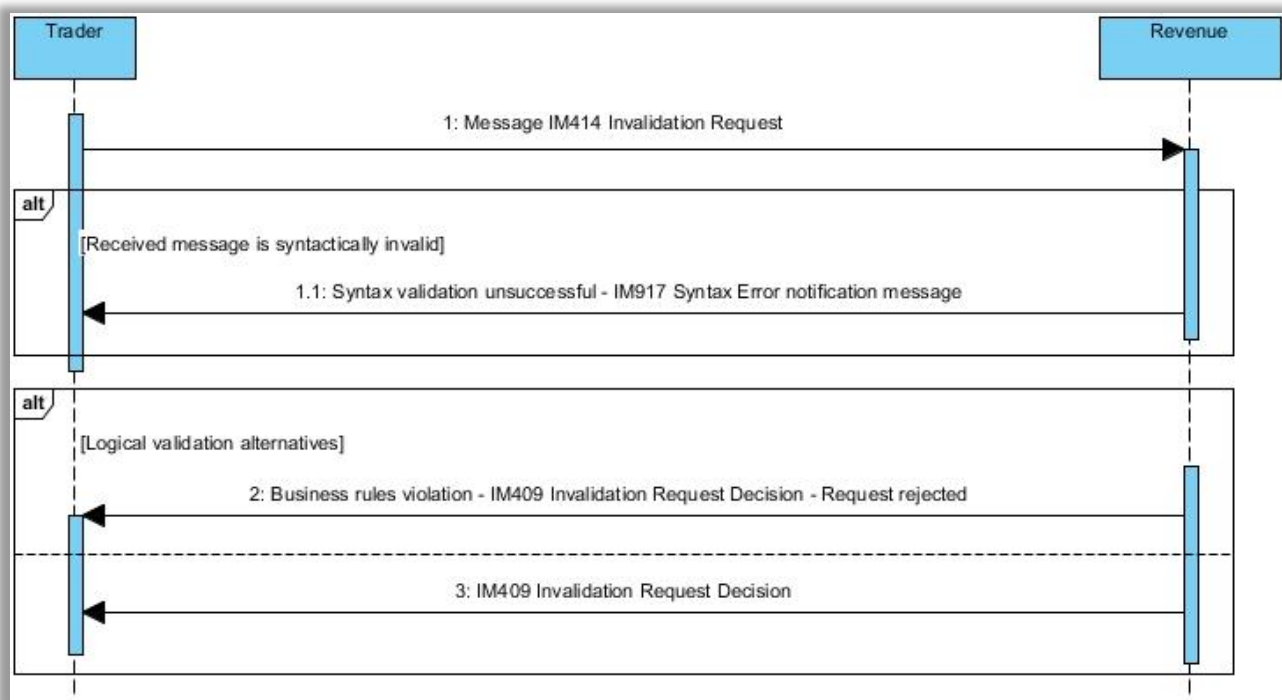 Trader
Revenue
1: Message IM414 Invalidation Request
alt
[Received message is syntactically invalid]
1.1: Syntax validation unsuccessful - IM917 Syntax Error notification message
alt
[Logical validation alternatives]
2: Business rules violation - IM409 Invalidation Request Decision - Request rejected
3: IM409 Invalidation Request Decision